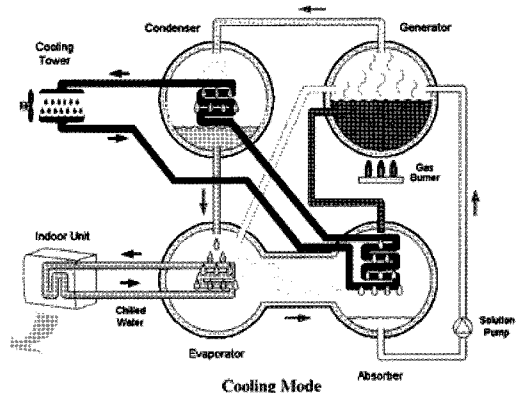 Condenser
Generator
Cooling
Tower
Gas
Burner
Indoor Unit
Chilled
Water
Evaporator
Solution
Pump
Absorber
Cooling Mode